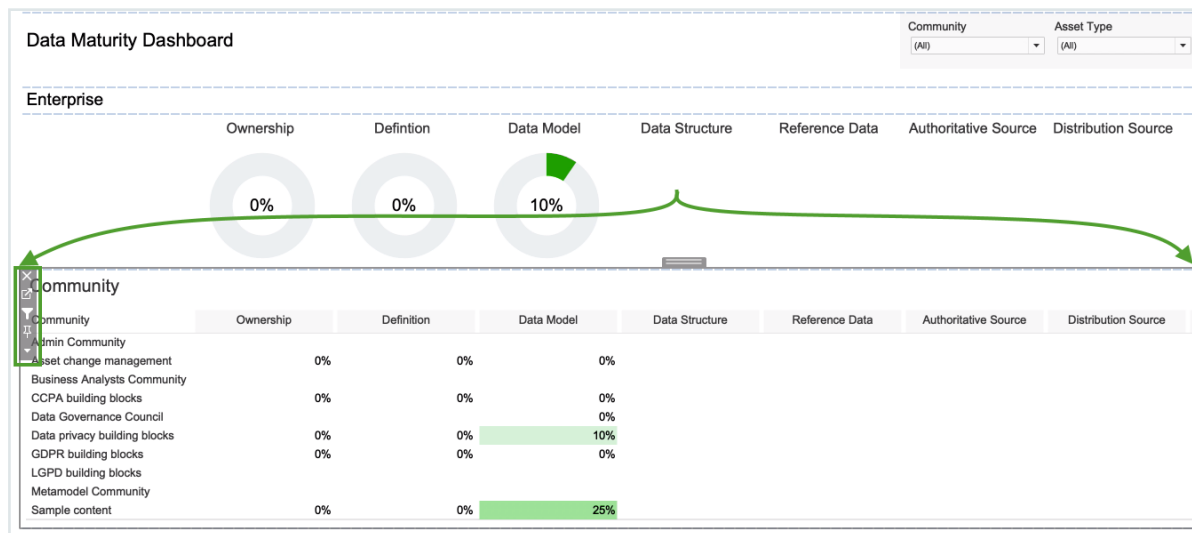 Data Maturity Dashboard
Community Asset Type
(All) (All)
Enterprise
Ownership Defintion Data Model Data Structure Reference Data Authoritative Source Distribution Source
0% 0% 10%
Community
Community Ownership Definition Data Model Data Structure Reference Data Authoritative Source Distribution Source
Admin Community
Asset change management 0% 0% 0%
Business Analysts Community
CCPA building blocks 0% 0% 0%
Data Governance Council 0%
Data privacy building blocks 0% 0% 10%
GDPR building blocks 0% 0% 0%
LGPD building blocks
Metamodel Community
Sample content 0% 0% 25%